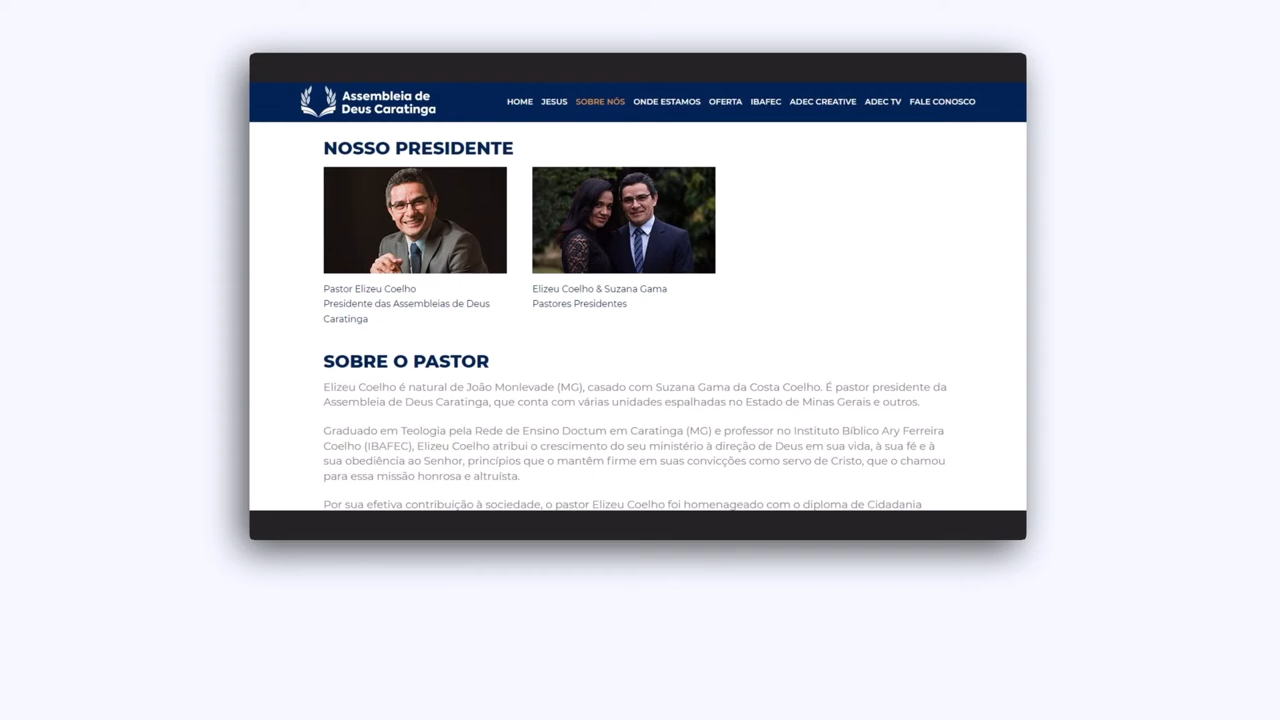 Assembleia de
Deus Caratinga
HOME JESUS SOBRE NÓS ONDE ESTAMOS OFERTA IBAFEC ADEC CREATIVE ADEC TV FALE CONOSCO
NOSSO PRESIDENTE
Pastor Elizeu Coelho
Presidente das Assembleias de Deus
Caratinga
Elizeu Coelho & Suzana Gama
Pastores Presidentes
SOBRE O PASTOR
Elizeu Coelho é natural de João Monlevade (MG), casado com Suzana Gama da Costa Coelho. É pastor presidente da
Assembleia de Deus Caratinga, que conta com várias unidades espalhadas no Estado de Minas Gerais e outros.
Graduado em Teologia pela Rede de Ensino Doctum em Caratinga (MG) e professor no Instituto Bíblico Ary Ferreira
Coelho (IBAFEC), Elizeu Coelho atribui o crescimento do seu ministério à direção de Deus em sua vida, à sua fé e à
sua obediência ao Senhor, princípios que o mantêm firme em suas convicções como servo de Cristo, que o chamou
para essa missão honrosa e altruísta.
Por sua efetiva contribuição à sociedade, o pastor Elizeu Coelho foi homenageado com o diploma de Cidadania